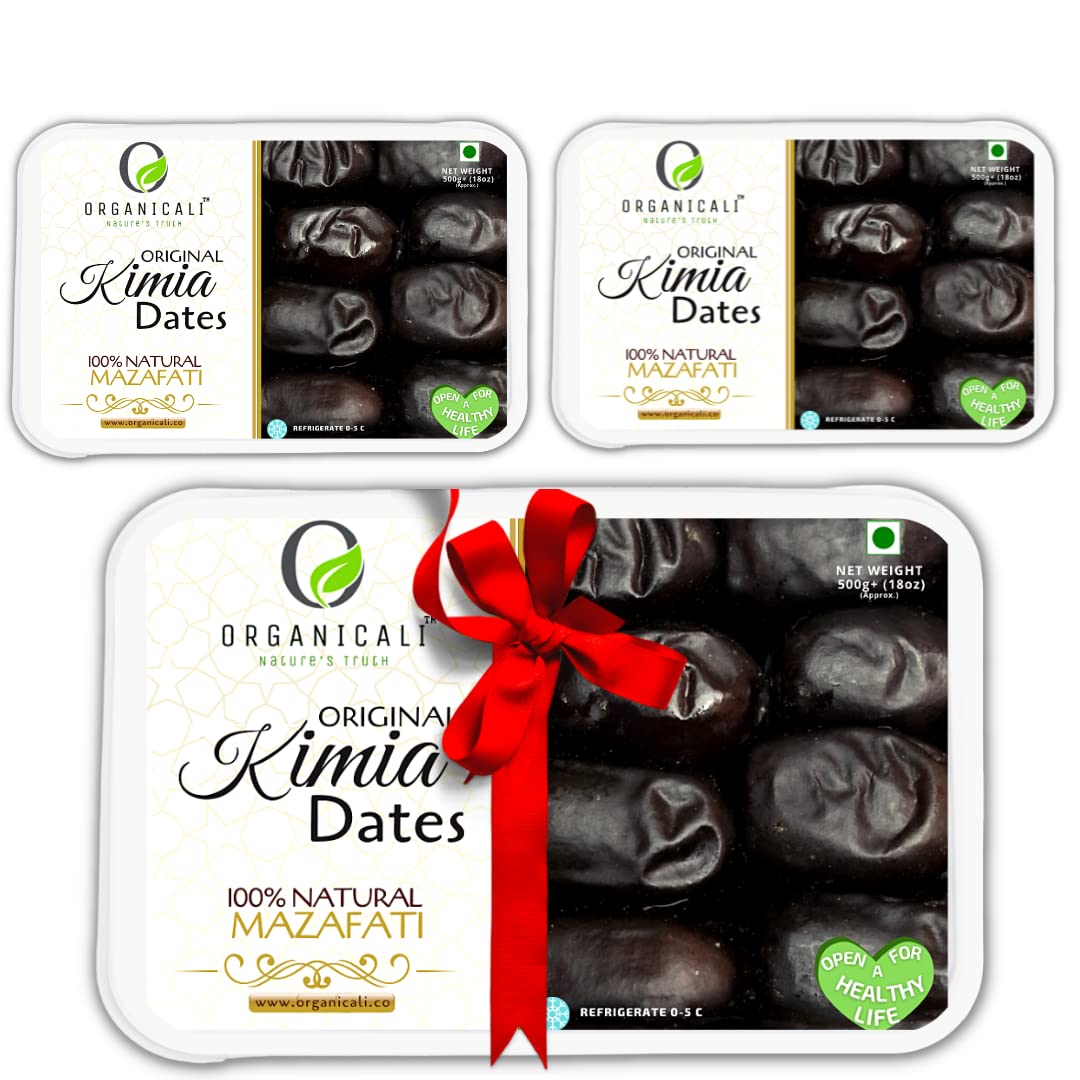 ORGANICALI™
Nature's Truth
ORIGINAL
Kimia
Dates
100% NATURAL
MAZAFATI
www.organicali.co
NET WEIGHT
500g+ (18oz)
(Approx.)
REFRIGERATE 0-5 C
OPEN FOR
A
HEALTHY
LIFE
ORGANICALI™
Nature's Truth
ORIGINAL
Kimia
Dates
100% NATURAL
MAZAFATI
www.organicali.co
NET WEIGHT
500g+ (18oz)
(Approx.)
REFRIGERATE 0-5 C
OPEN FOR
A
HEALTHY
LIFE
ORGANICALI™
Nature's Truth
ORIGINAL
Kimia
Dates
100% NATURAL
MAZAFATI
www.organicali.co
NET WEIGHT
500g+ (18oz)
(Approx.)
REFRIGERATE 0-5 C
OPEN FOR
A
HEALTHY
LIFE